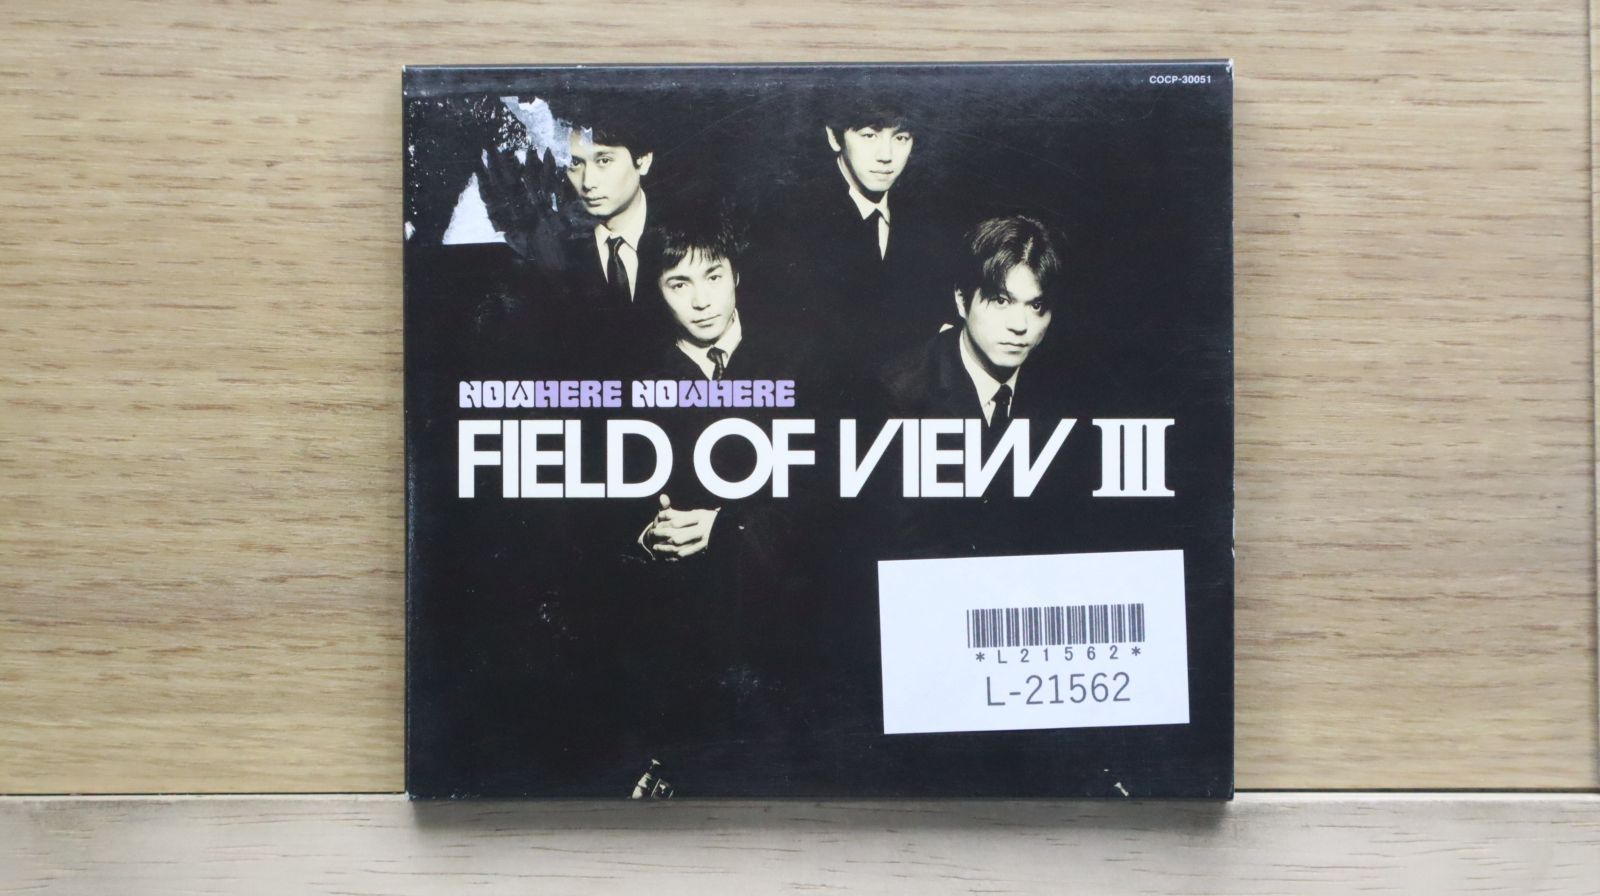 COCP-30051
NOWHERE NOWHERE
FIELD OF VIEW III
*L21562*
L-21562